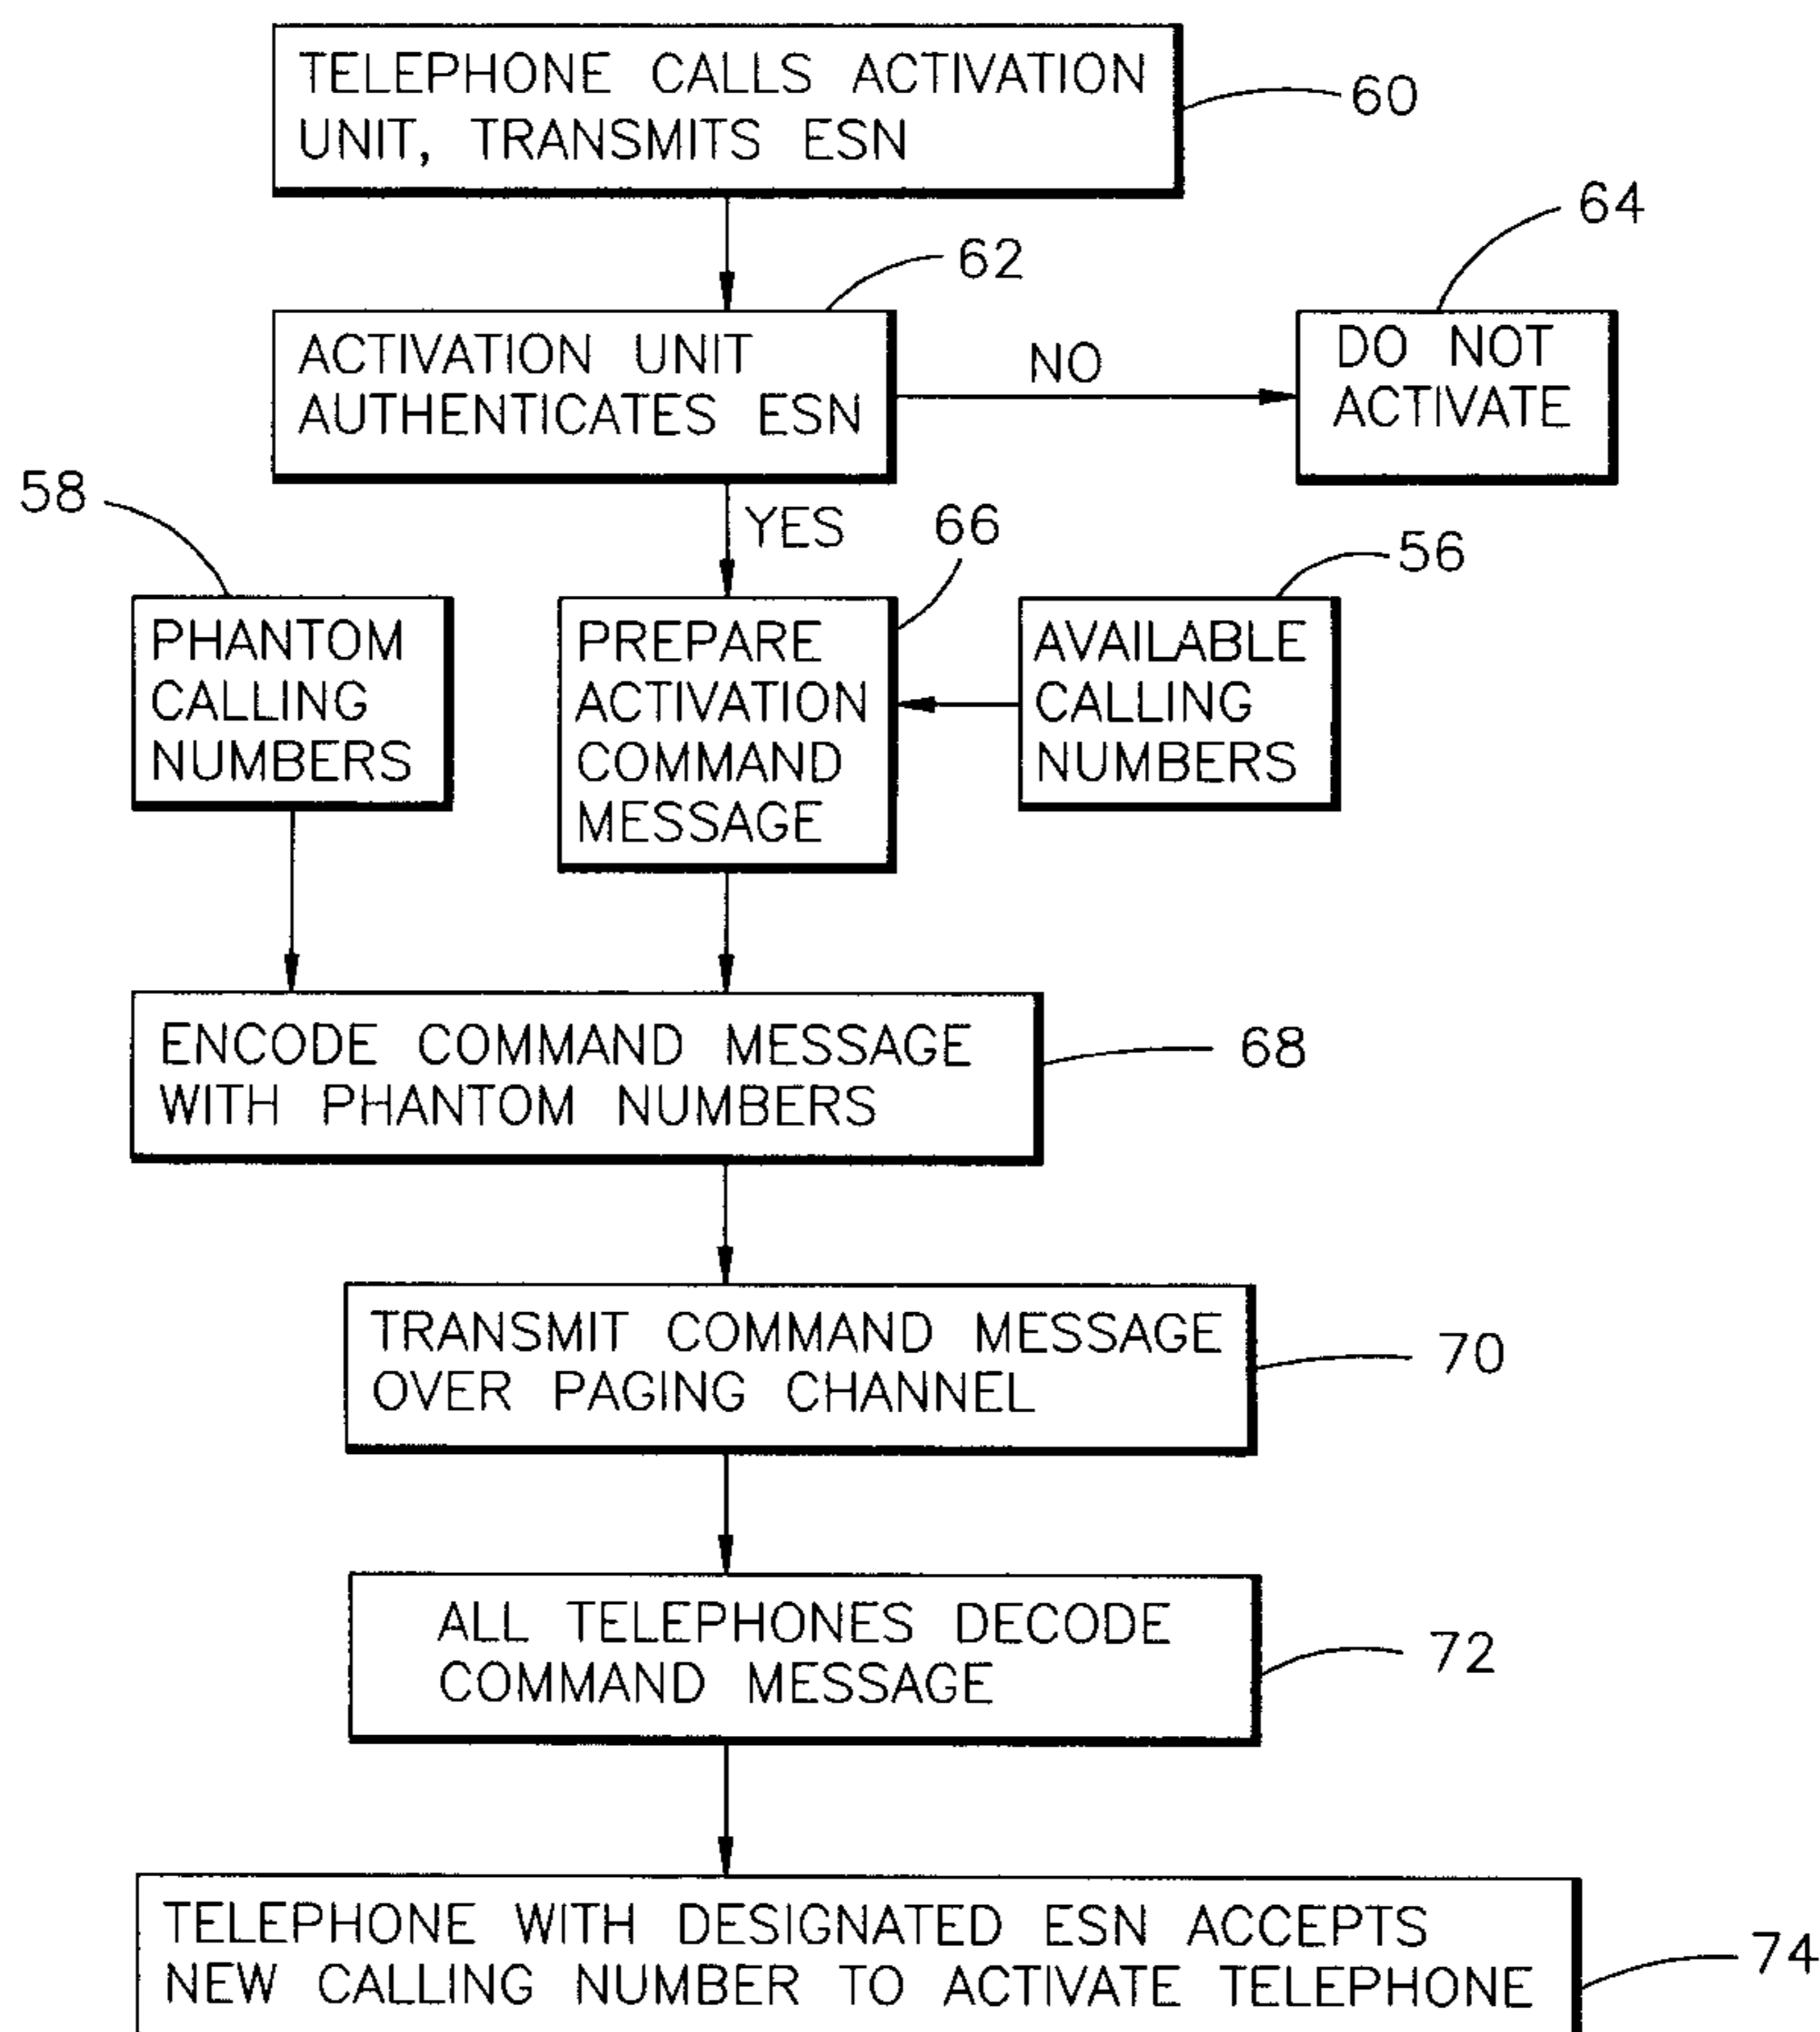 TELEPHONE CALLS ACTIVATION
UNIT, TRANSMITS ESN
60
62
64
ACTIVATION UNIT
AUTHENTICATES ESN
NO
DO NOT
ACTIVATE
58
YES
66
56
PHANTOM
CALLING
NUMBERS
PREPARE
ACTIVATION
COMMAND
MESSAGE
AVAILABLE
CALLING
NUMBERS
ENCODE COMMAND MESSAGE
WITH PHANTOM NUMBERS
68
TRANSMIT COMMAND MESSAGE
OVER PAGING CHANNEL
70
ALL TELEPHONES DECODE
COMMAND MESSAGE
72
TELEPHONE WITH DESIGNATED ESN ACCEPTS
NEW CALLING NUMBER TO ACTIVATE TELEPHONE
74